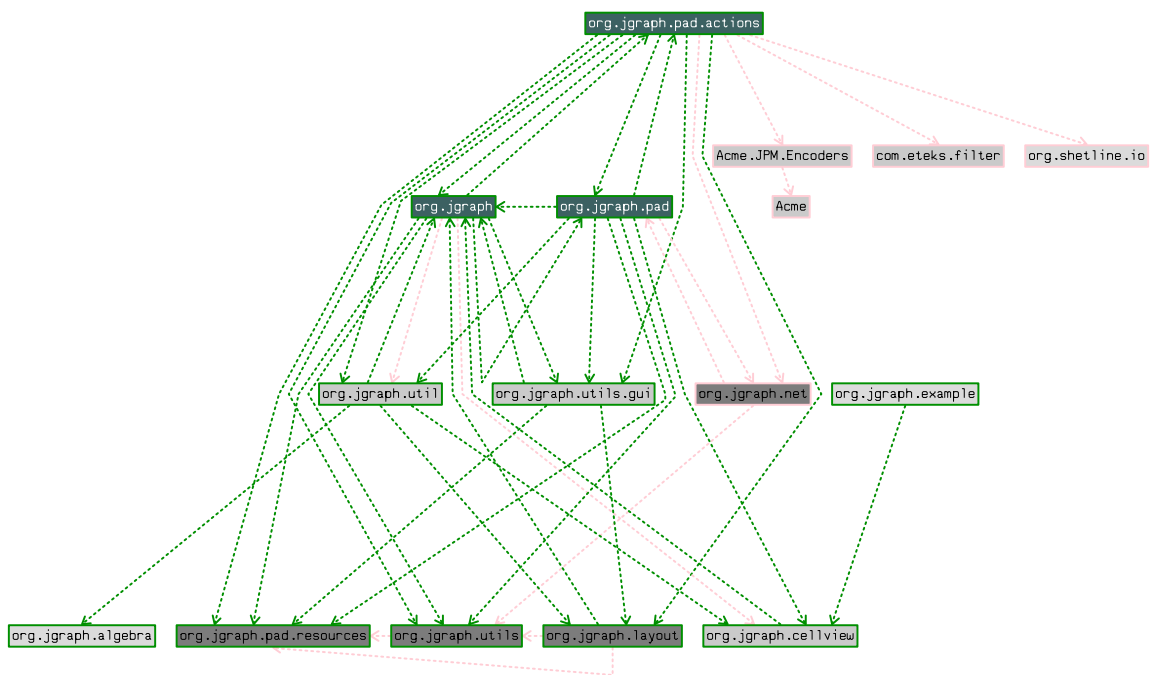 org.jgraph.pad.actions
Acme.JPM.Encoders
com.eteks.filter
org.shetline.io
org.jgraph
org.jgraph.pad
Acme
org.jgraph.util
org.jgraph.utils.gui
org.jgraph.net
org.jgraph.example
org.jgraph.algebra
org.jgraph.pad.resources
org.jgraph.utils
org.jgraph.layout
org.jgraph.cellview